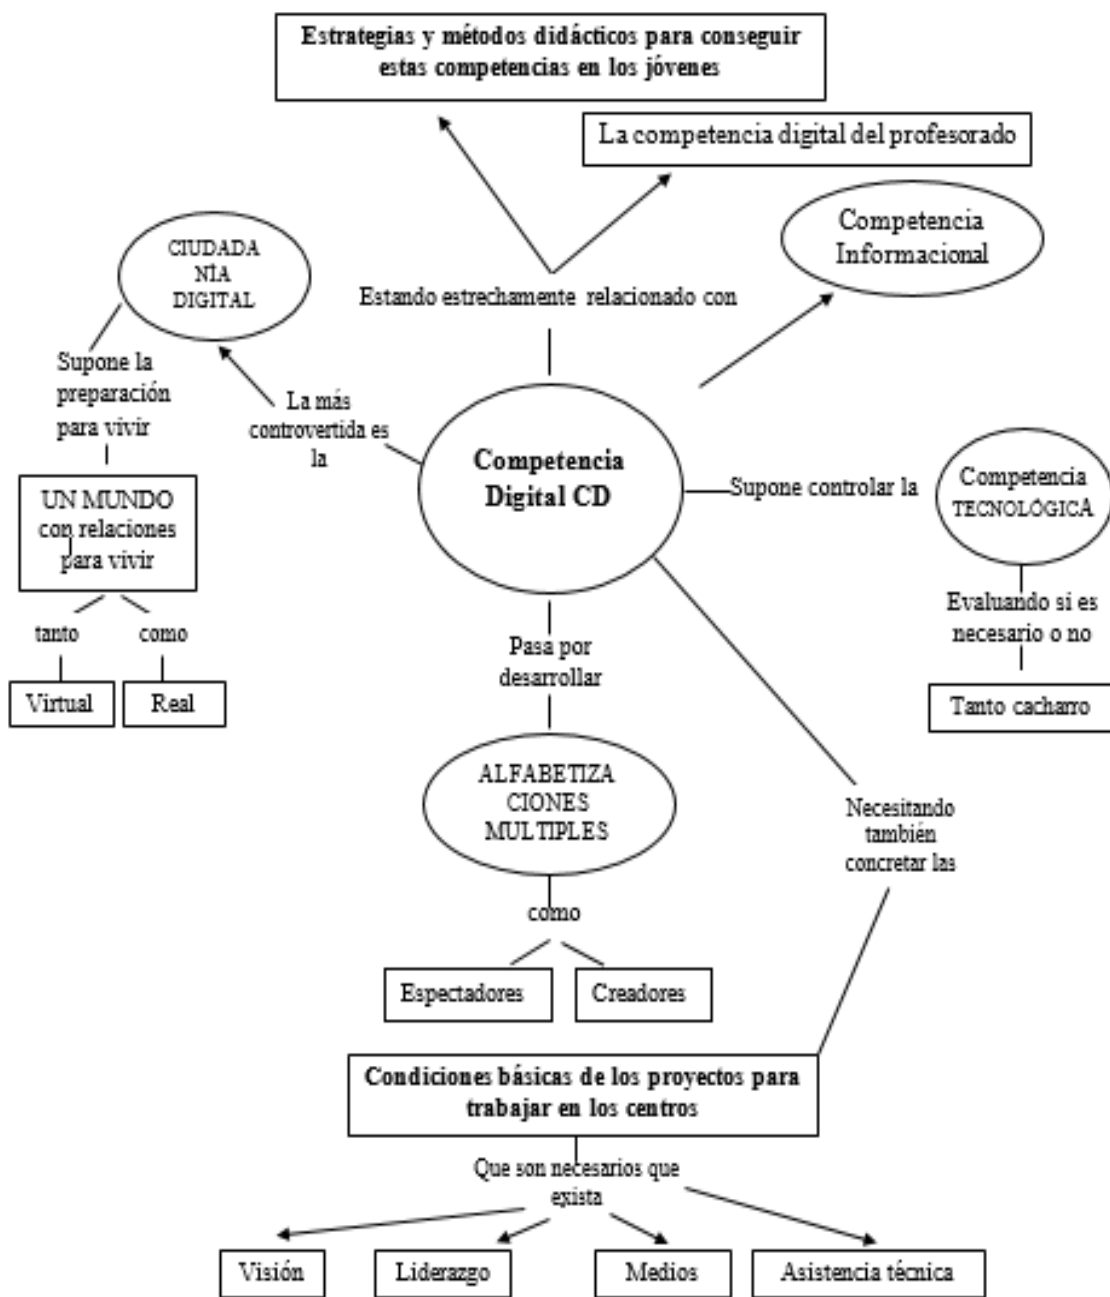 Estrategias y métodos didácticos para conseguir
estas competencias en los jóvenes
La competencia digital del profesorado
Competencia
Informacional
CIUDADA
NÍA
DIGITAL
Estando estrechamente relacionado con
Supone la
preparación
para vivir
La más
controvertida es
la
Competencia
Digital CD
Supone controlar la
Competencia
TECNOLÓGICA
UN MUNDO
con relaciones
para vivir
Evaluando si es
necesario o no
tanto
como
Pasa por
desarrollar
Virtual
Real
Tanto cacharro
ALFABETIZA
CIONES
MULTIPLES
Necesitando
también
concretar las
como
Espectadores
Creadores
Condiciones básicas de los proyectos para
trabajar en los centros
Que son necesarios que
exista
Visión
Liderazgo
Medios
Asistencia técnica